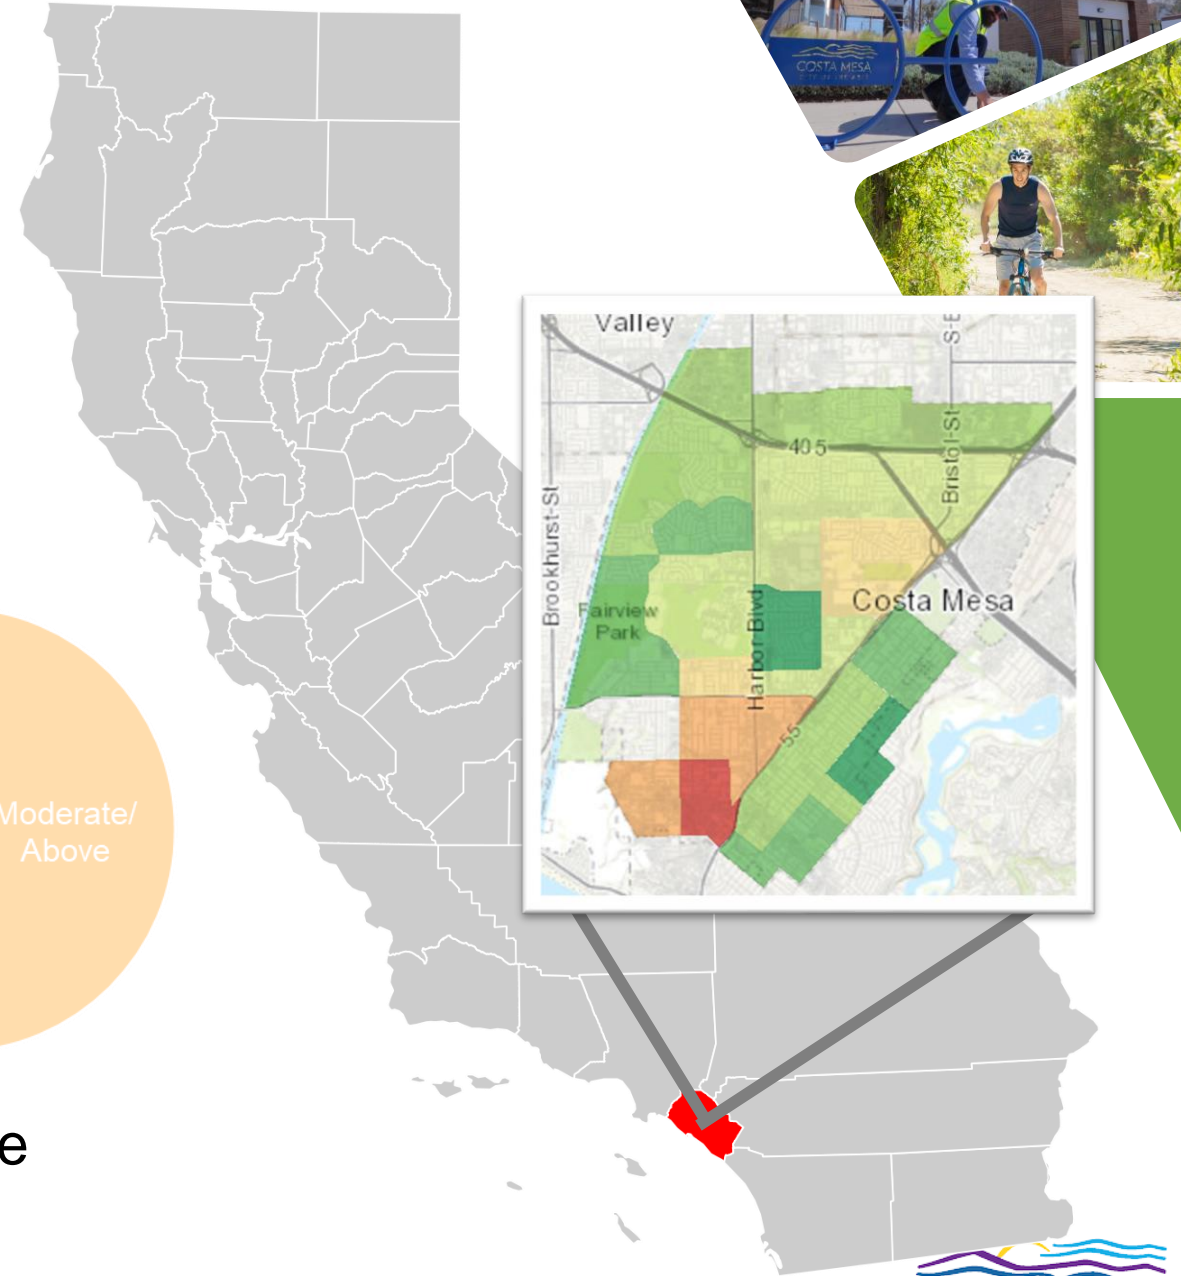 COSTA MESA
Valley
S-B
405
Bristol-St
Brookhurst-St
Fairview
Park
Harbor-Blvd
Costa Mesa
55
Moderate/
Above
e